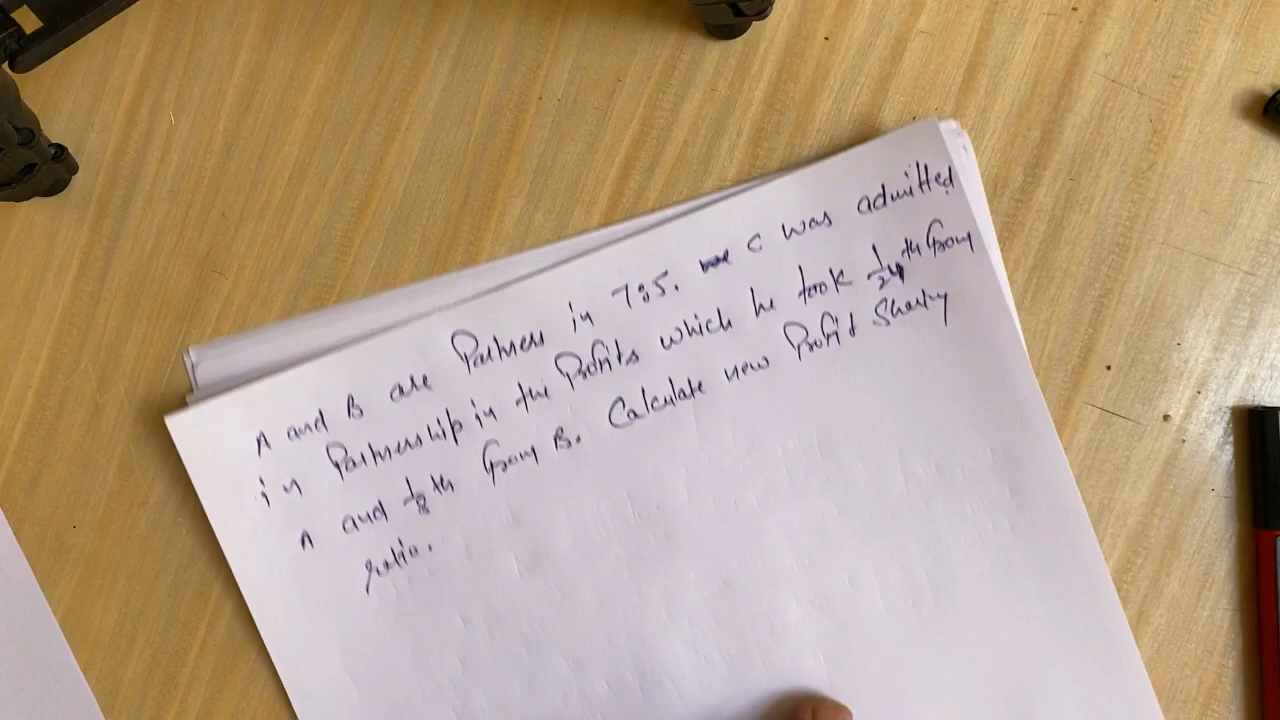 A and B are Partners in 7:5. C was admitted
in Partnership in the Profits which he took 1/24th from
A and 1/8th from B. Calculate new Profit Sharing
ratio.